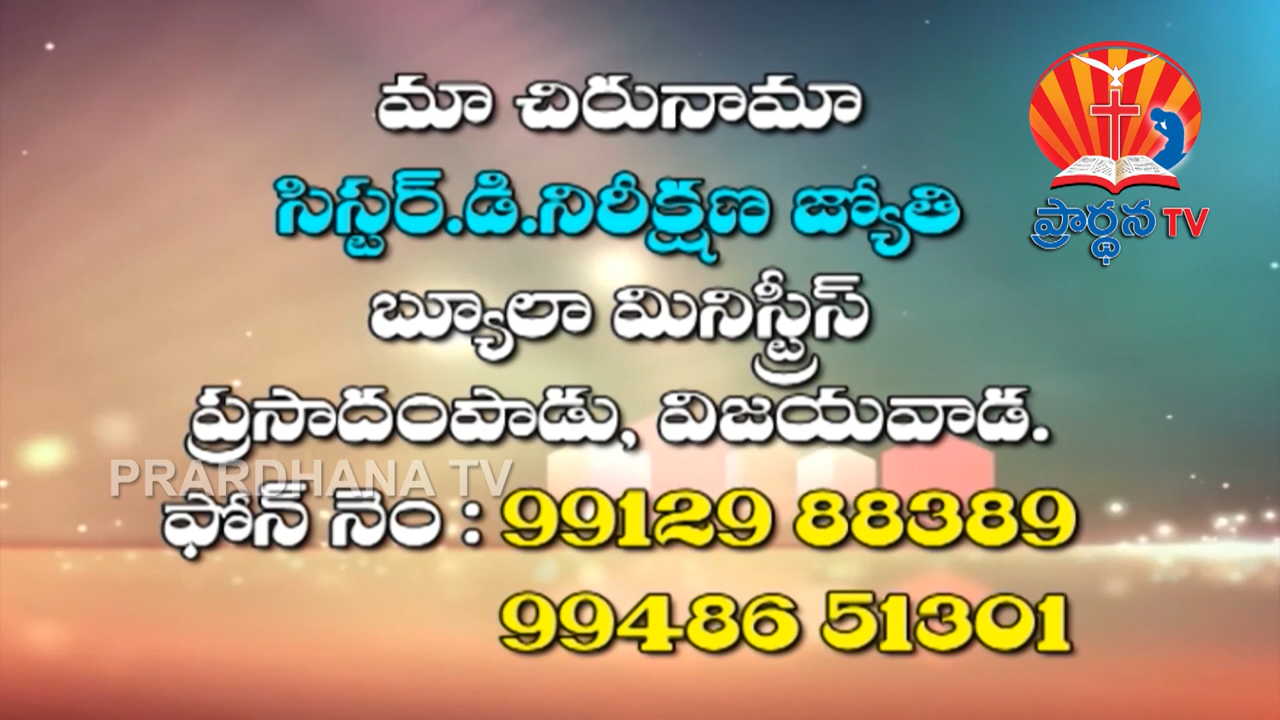 మా చిరునామా
సిస్టర్.డి.నిరీక్షణ జ్యోతి
బ్యూలా మినిస్ట్రీస్
ప్రసాదంపాడు, విజయవాడ.
PRARDHANA TV
ఫోన్ నెం : 99129 88389
99486 51301
ప్రార్థన TV